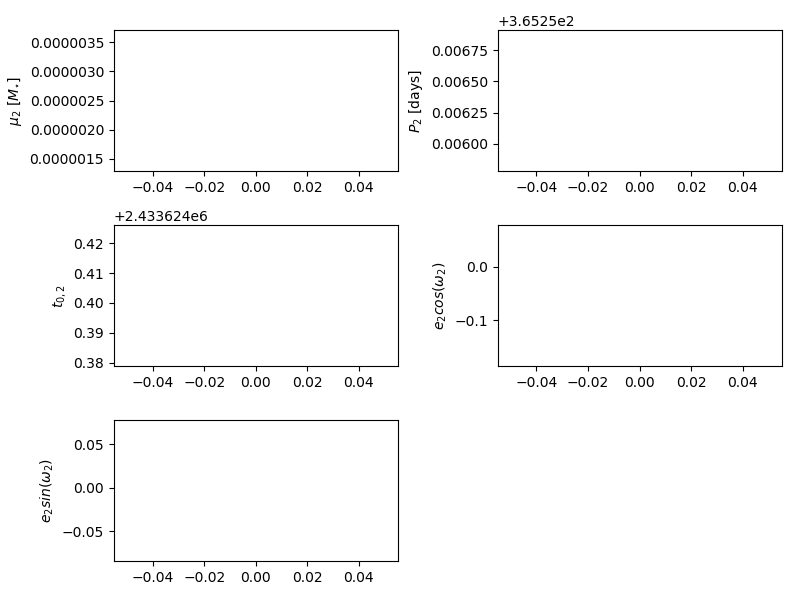 0.0000035
0.0000030
0.0000025
0.0000020
0.0000015
μ₂ [M⋆]
−0.04 −0.02 0.00 0.02 0.04
+3.6525e2
0.00675
0.00650
0.00625
0.00600
P₂ [days]
−0.04 −0.02 0.00 0.02 0.04
+2.433624e6
0.42
0.41
0.40
0.39
0.38
t₀,₂
−0.04 −0.02 0.00 0.02 0.04
0.0
−0.1
e₂cos(ω₂)
−0.04 −0.02 0.00 0.02 0.04
0.05
0.00
−0.05
e₂sin(ω₂)
−0.04 −0.02 0.00 0.02 0.04